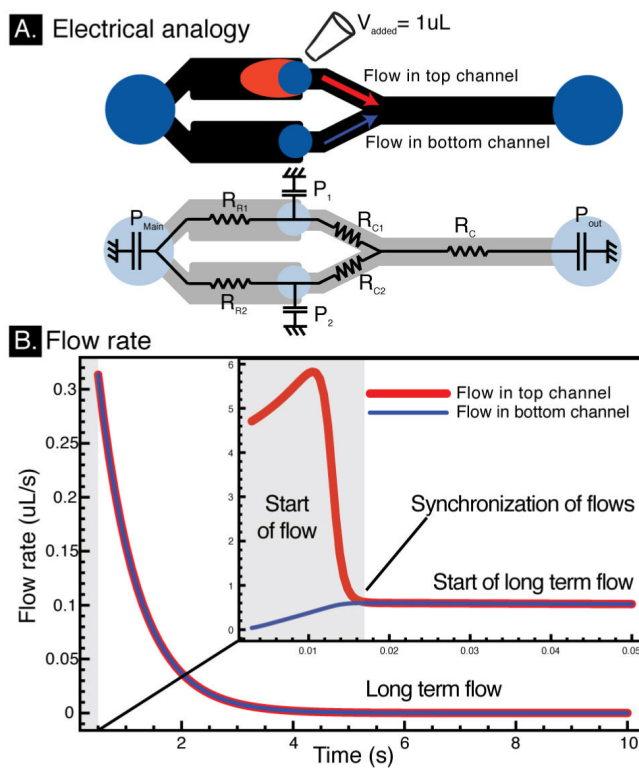 A. Electrical analogy
V added = 1uL
Flow in top channel
Flow in bottom channel
P Main
R R1
P 1
R C1
R C
P out
R R2
P 2
R C2
B. Flow rate
Flow rate (uL/s)
0.3
0.25
0.2
0.15
0.1
0.05
0
6
5
4
3
2
1
0
Flow in top channel
Flow in bottom channel
Start
of flow
Synchronization of flows
Start of long term flow
0.01
0.02
0.03
0.04
0.05
Long term flow
2
4
6
8
10
Time (s)